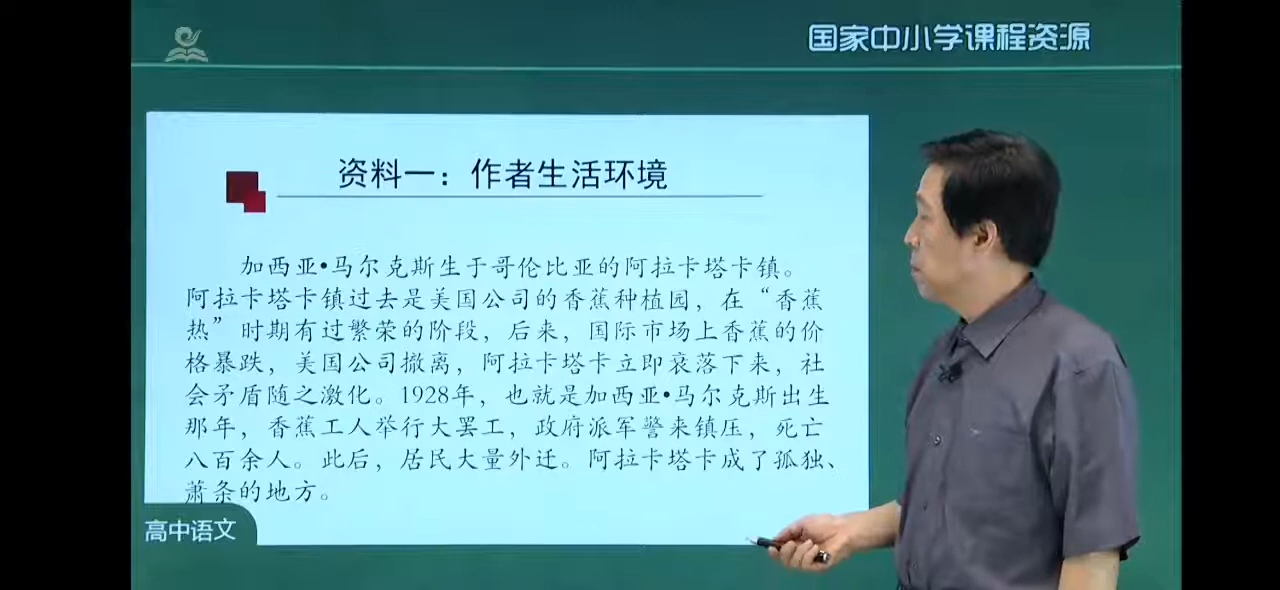 国家中小学课程资源
资料一：作者生活环境
加西亚•马尔克斯生于哥伦比亚的阿拉卡塔卡镇。
阿拉卡塔卡镇过去是美国公司的香蕉种植园，在“香蕉
热”时期有过繁荣的阶段，后来，国际市场上香蕉的价
格暴跌，美国公司撤离，阿拉卡塔卡立即衰落下来，社
会矛盾随之激化。1928年，也就是加西亚•马尔克斯出生
那年，香蕉工人举行大罢工，政府派军警来镇压，死亡
八百余人。此后，居民大量外迁。阿拉卡塔卡成了孤独、
萧条的地方。
高中语文